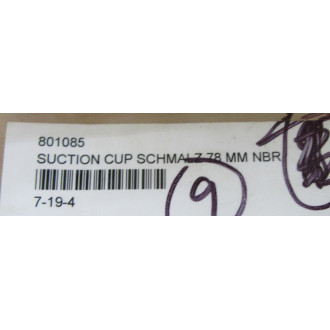 801085
SUCTION CUP SCHMALZ 78 MM NBR
7-19-4
9